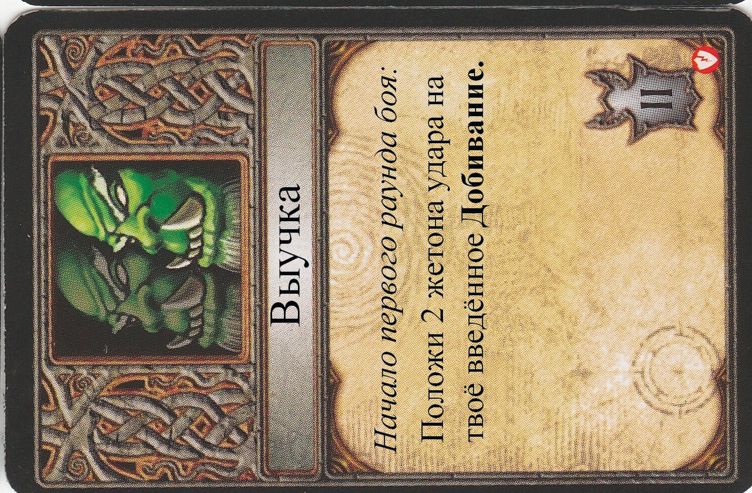 Выучка
Начало первого раунда боя:
Положи 2 жетона удара на
твоё введённое Добивание.
II